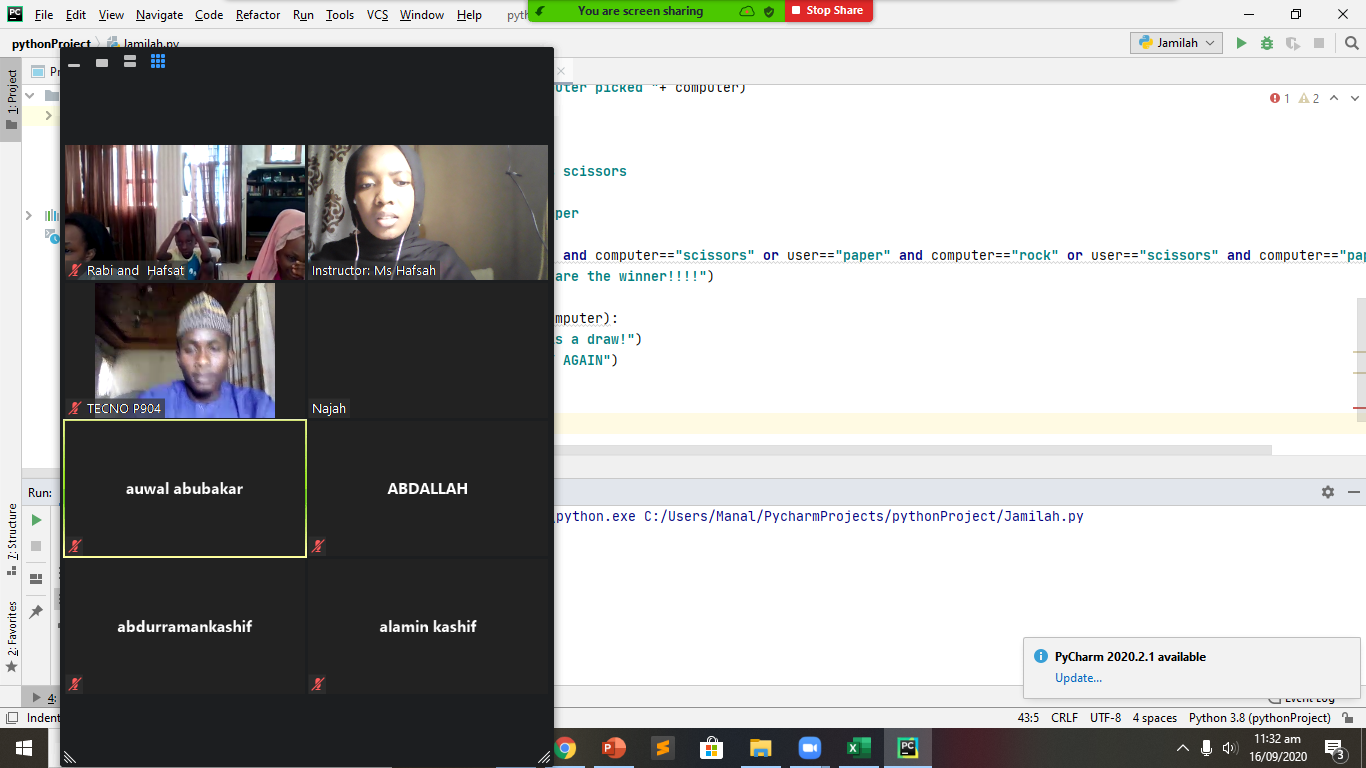 File Edit View Navigate Code Refactor Run Tools VCS Window Help pyth
You are screen sharing
Stop Share
pythonProject Jamilah.py
Jamilah
1: Project
uter picked "+ computer)
1 2
scissors
per
and computer=="scissors" or user=="paper" and computer=="rock" or user=="scissors" and computer=="pap
are the winner!!!!")
mputer):
s a draw!")
AGAIN")
Rabi and Hafsat
Instructor: Ms Hafsah
TECNO P904
Najah
auwal abubakar
ABDALLAH
abdurramankashif
alamin kashif
Run:
\python.exe C:/Users/Manal/PycharmProjects/pythonProject/Jamilah.py
7: Structure
2: Favorites
PyCharm 2020.2.1 available
Update...
4:
Event Log
Indent
43:5 CRLF UTF-8 4 spaces Python 3.8 (pythonProject)
11:32 am
16/09/2020
3